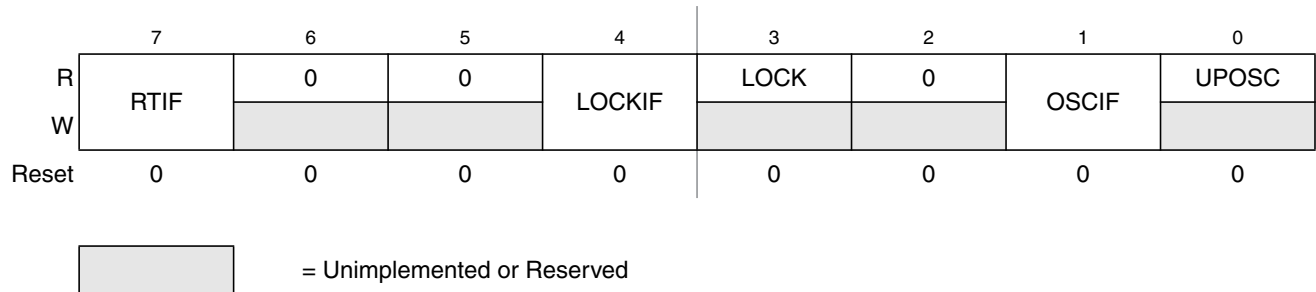 7 6 5 4 3 2 1 0
R RTIF 0 0 LOCKIF LOCK 0 OSCIF UPOSC
W
Reset 0 0 0 0 0 0 0 0
= Unimplemented or Reserved